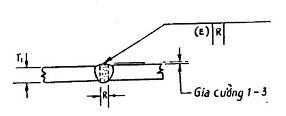 (E) R
T₁
R
Gia cường 1-3